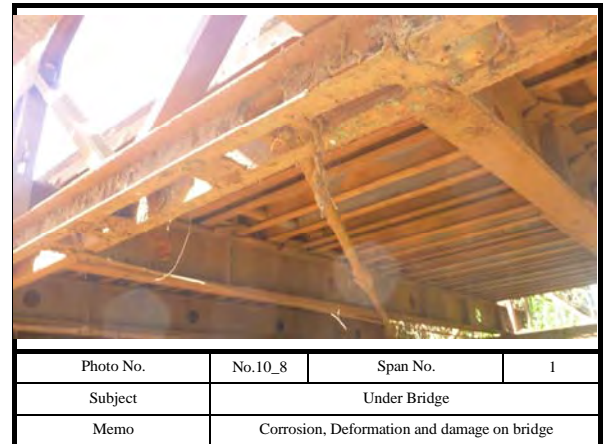 Photo No. No.10_8 Span No. 1
Subject Under Bridge
Memo Corrosion, Deformation and damage on bridge